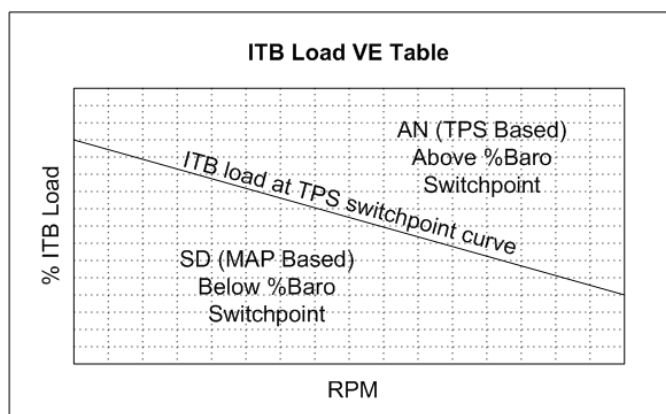 ITB Load VE Table
AN (TPS Based)
Above %Baro
Switchpoint
ITB load at TPS switchpoint curve
% ITB Load
SD (MAP Based)
Below %Baro
Switchpoint
RPM